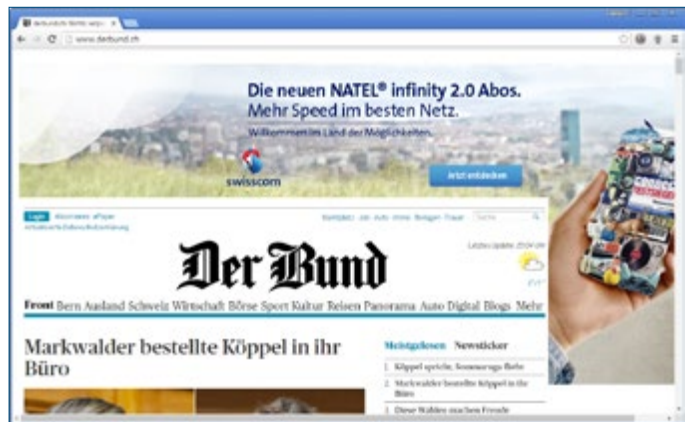 www.derbund.ch
Die neuen NATEL® infinity 2.0 Abos.
Mehr Speed im besten Netz.
Willkommen im Land der Möglichkeiten.
swisscom
Jetzt entdecken
Login
Suche
Der Bund
Front Bern Ausland Schweiz Wirtschaft Börse Sport Kultur Reisen Panorama Auto Digital Blogs Mehr
Markwalder bestellte Köppel in ihr
Büro
Meistgelesen Newsticker
1. Köppel spricht, Sommaruga flieht
2. Markwalder bestellte Köppel in ihr
Büro
3. Diese Wahlen machen Freude